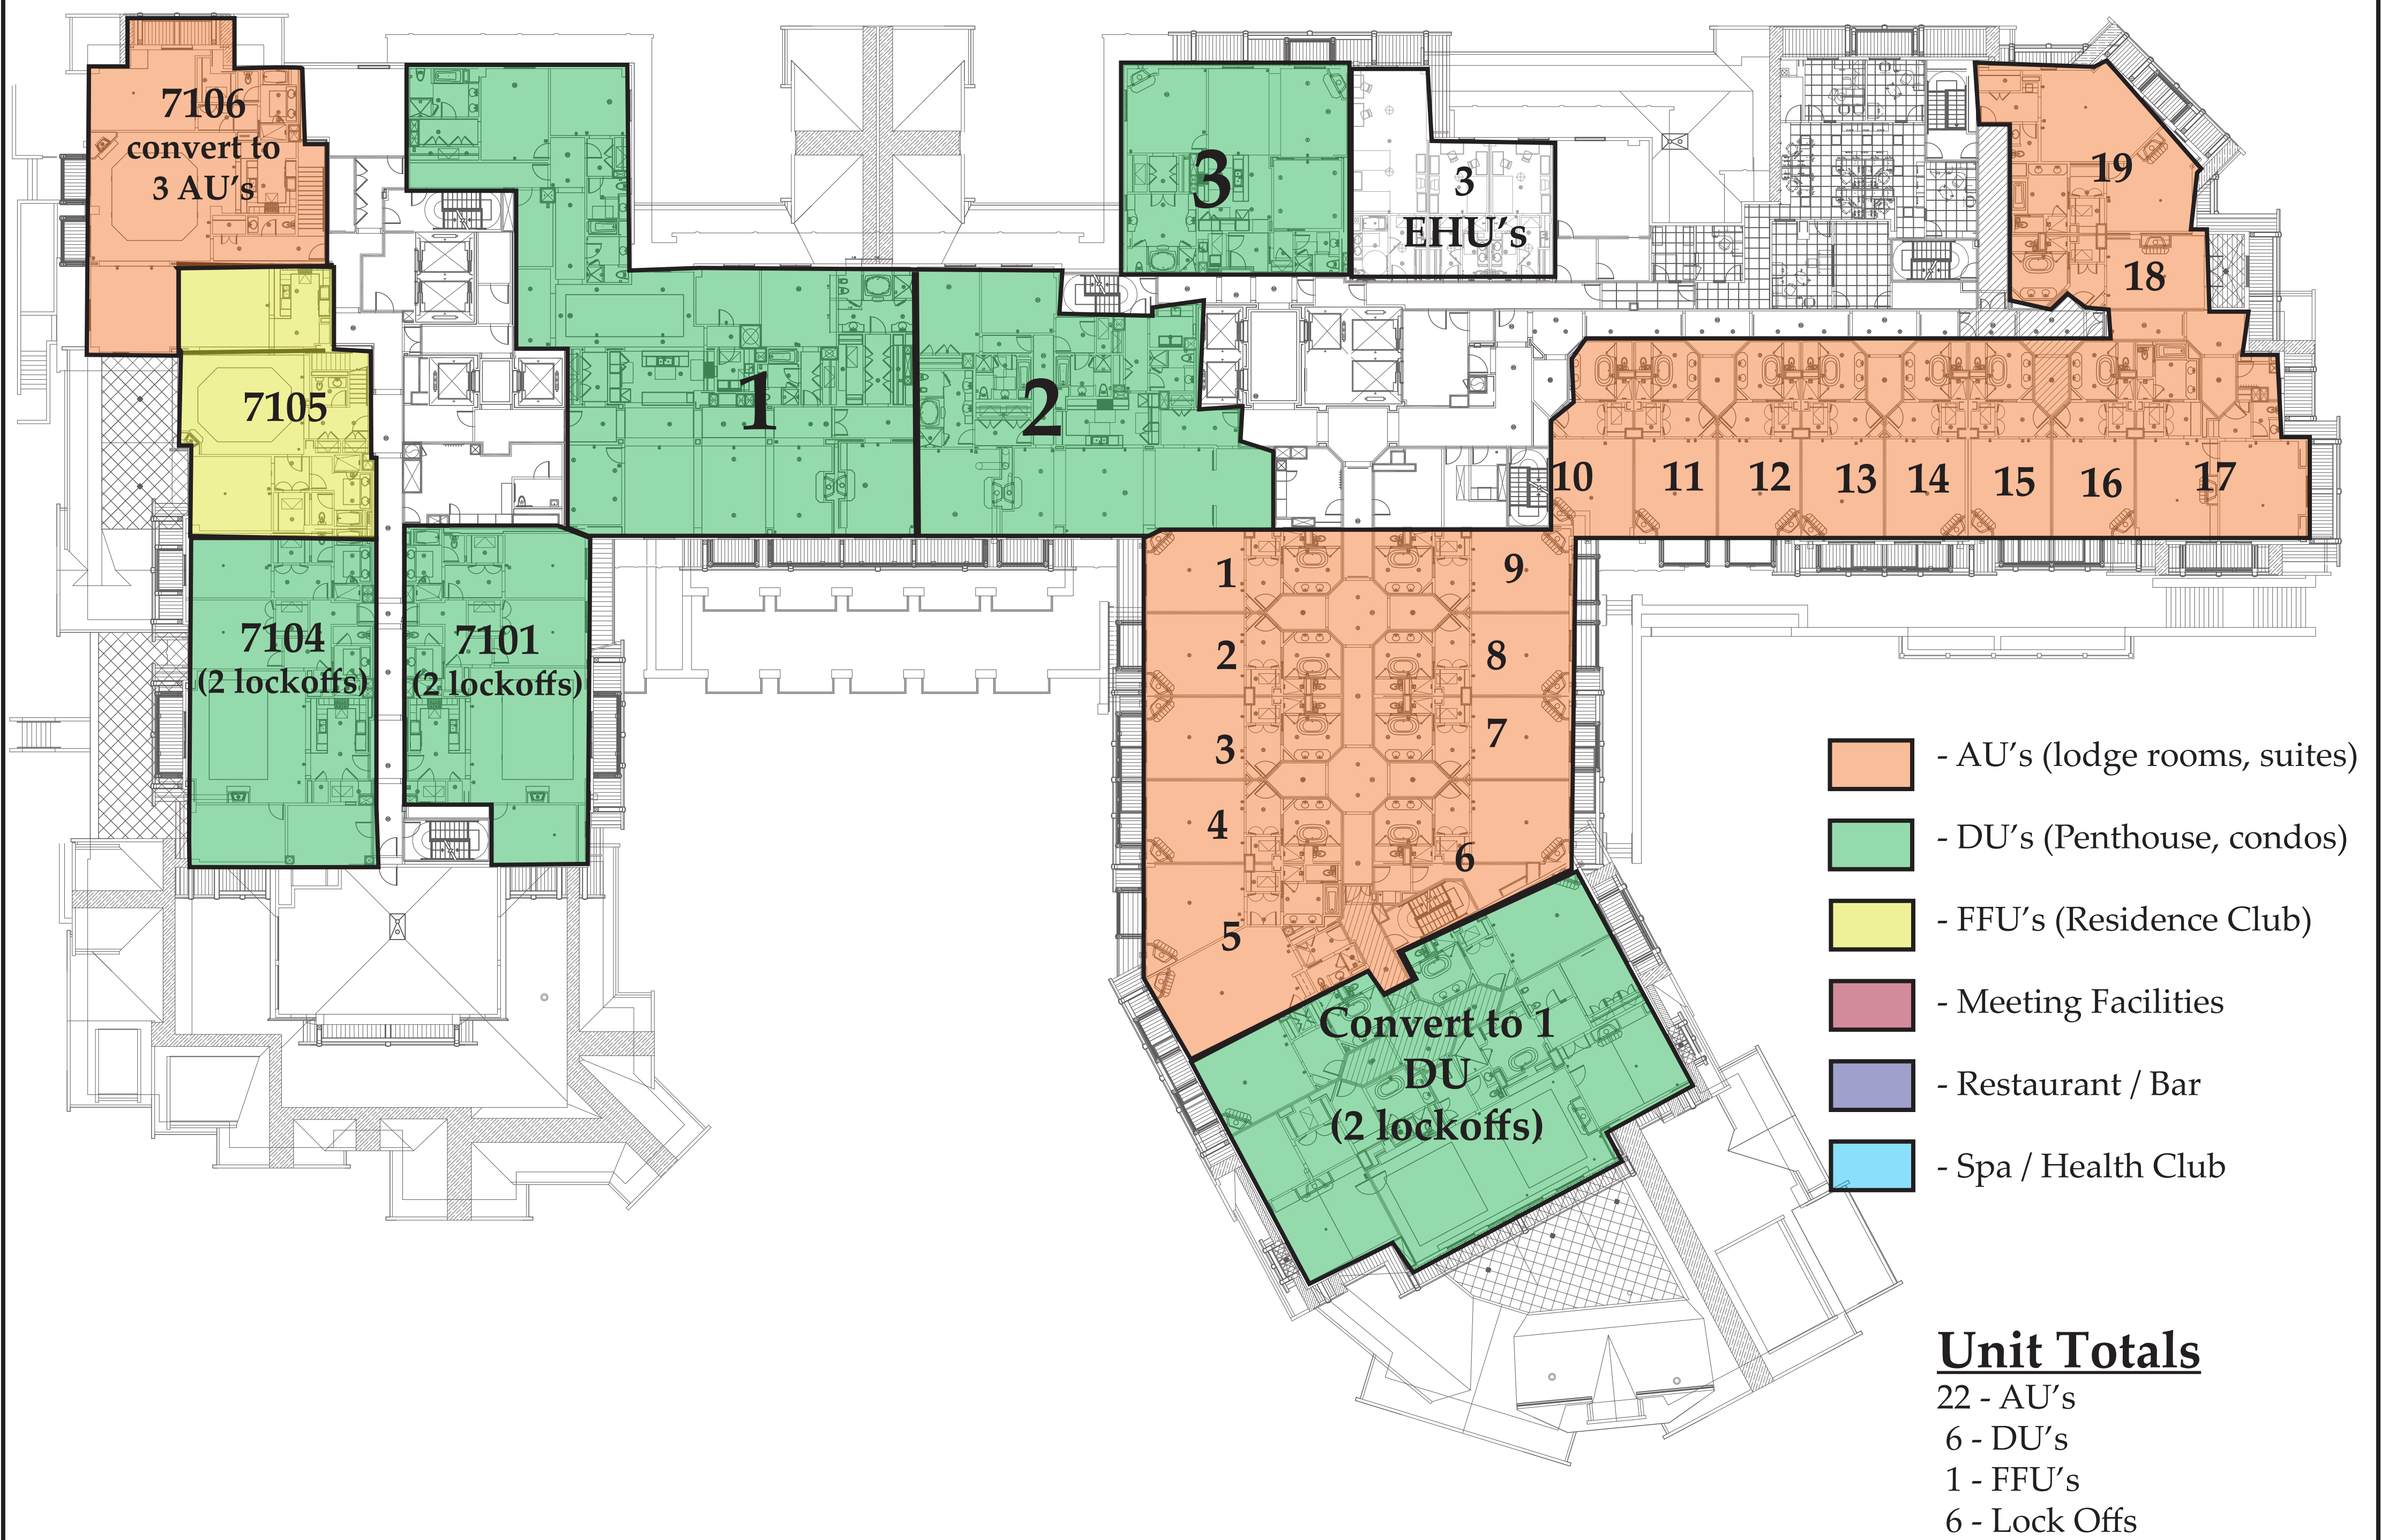 7106
convert to
3 AU's
7105
7104
(2 lockoffs)
7101
(2 lockoffs)
1
2
3
3
EHU's
19
18
10
11
12
13
14
15
16
17
1
9
2
8
3
7
4
6
5
Convert to 1
DU
(2 lockoffs)
- AU's (lodge rooms, suites)
- DU's (Penthouse, condos)
- FFU's (Residence Club)
- Meeting Facilities
- Restaurant / Bar
- Spa / Health Club
Unit Totals
22 - AU's
6 - DU's
1 - FFU's
6 - Lock Offs